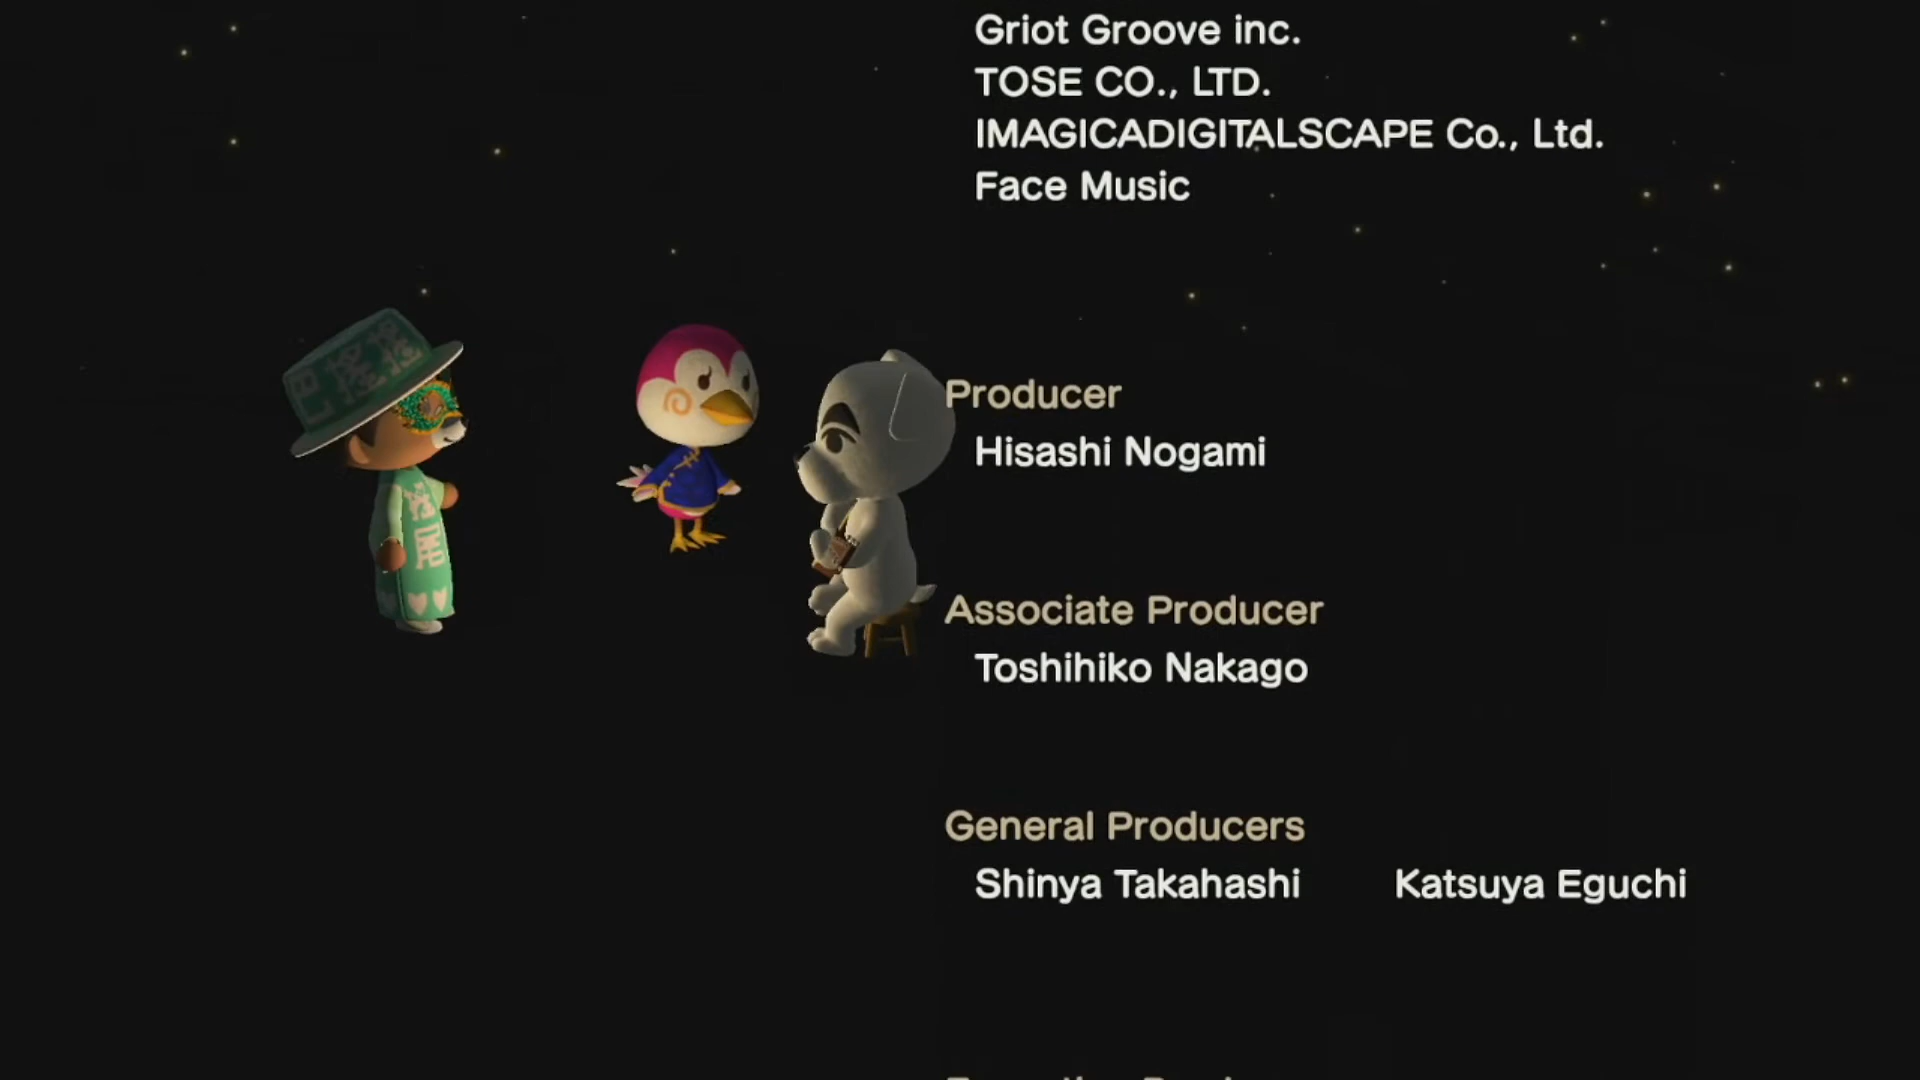 Griot Groove inc.
TOSE CO., LTD.
IMAGICADIGITALSCAPE Co., Ltd.
Face Music
Producer
Hisashi Nogami
Associate Producer
Toshihiko Nakago
General Producers
Shinya Takahashi Katsuya Eguchi